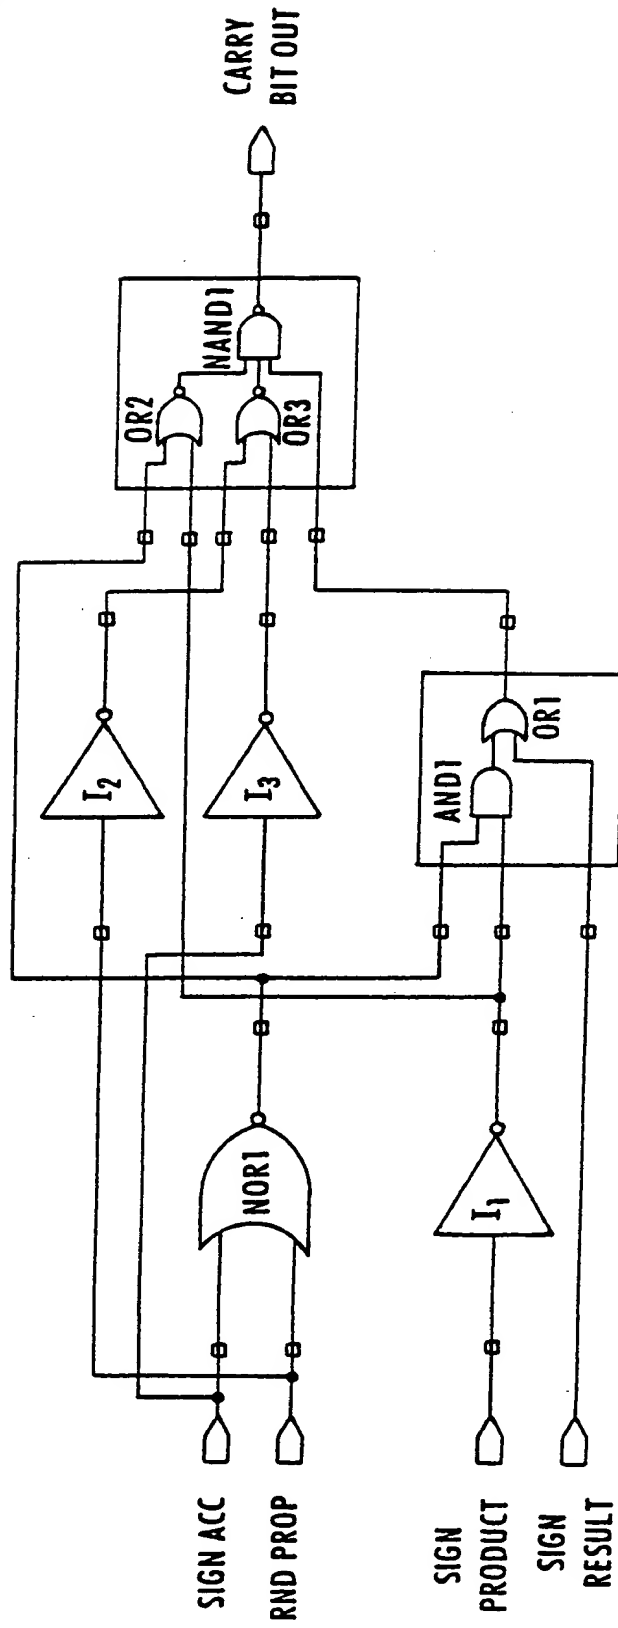 SIGN ACC
RND PROP
SIGN
PRODUCT
SIGN
RESULT
NOR1
I1
I2
I3
AND1
OR1
OR2
OR3
NAND1
CARRY
BIT OUT